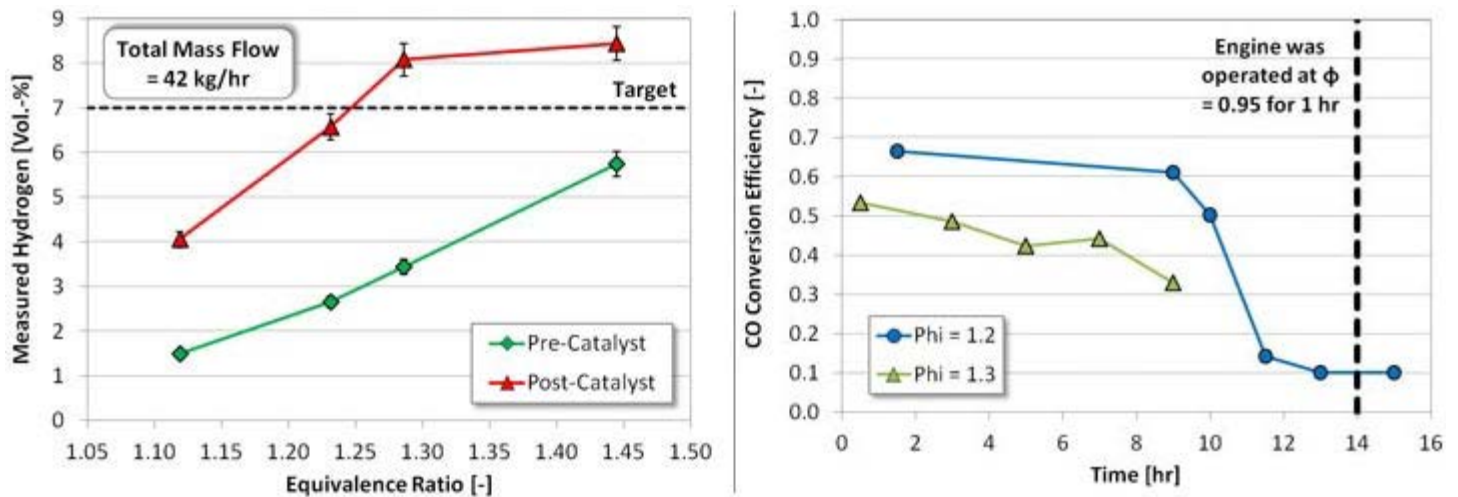 Measured Hydrogen [Vol.-%]
9
8
7
6
5
4
3
2
1
0
Total Mass Flow
= 42 kg/hr
Target
Pre-Catalyst
Post-Catalyst
1.05 1.10 1.15 1.20 1.25 1.30 1.35 1.40 1.45 1.50
Equivalence Ratio [-]
CO Conversion Efficiency [-]
1.0
0.9
0.8
0.7
0.6
0.5
0.4
0.3
0.2
0.1
0.0
Engine was
operated at ϕ
= 0.95 for 1 hr
Phi = 1.2
Phi = 1.3
0 2 4 6 8 10 12 14 16
Time [hr]